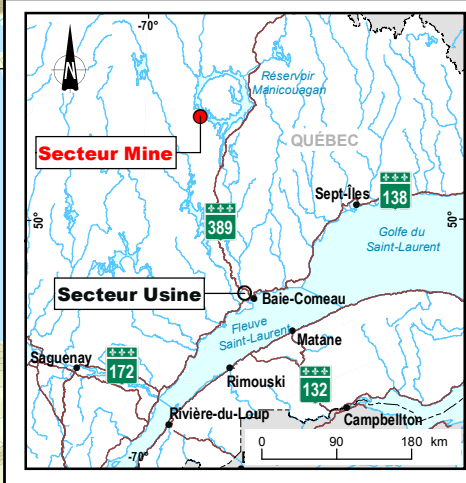 -70°
N
Réservoir
Manicouagan
Secteur Mine
QUÉBEC
Sept-Îles
138
50°
389
50°
Golfe du
Saint-Laurent
Secteur Usine
Baie-Comeau
Fleuve
Saint-Laurent
Matane
Saguenay
172
Rimouski
132
Rivière-du-Loup
Campbellton
-70°
0 90 180 km